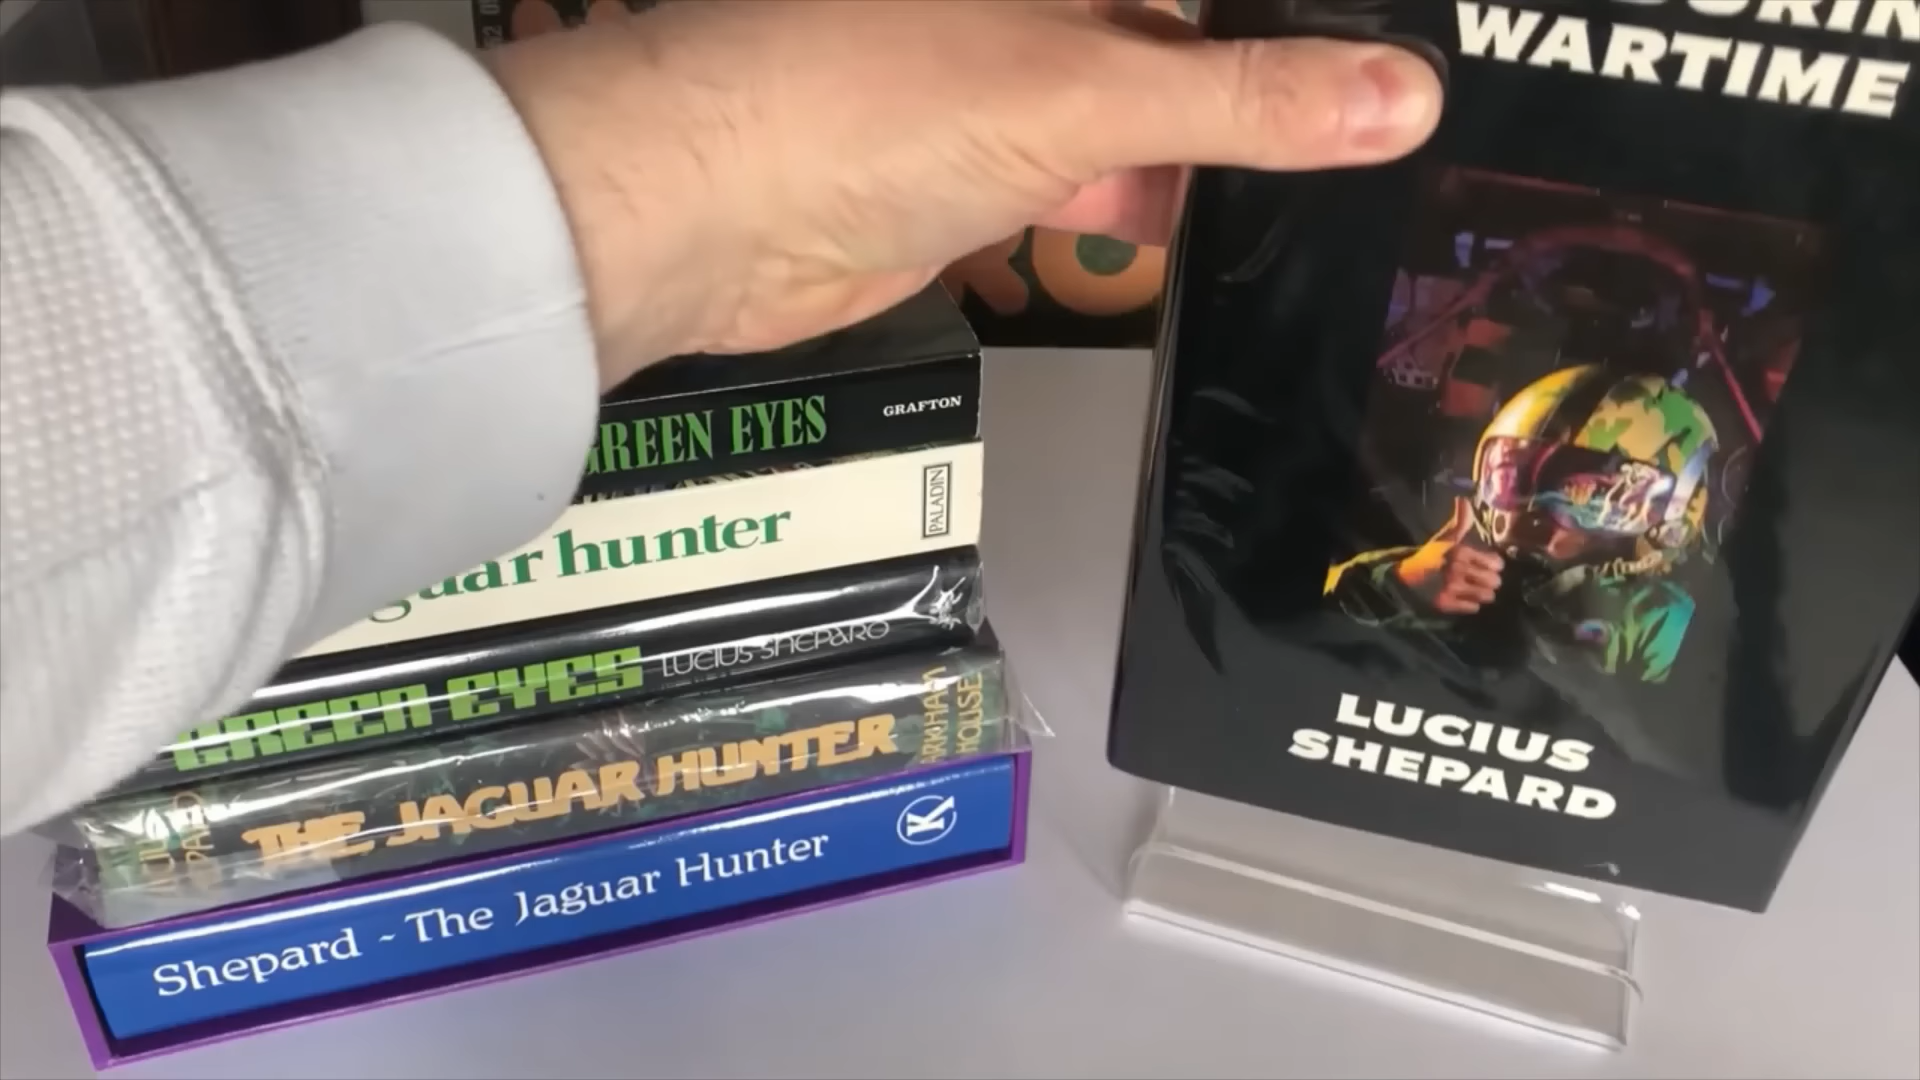 WARTIME
LUCIUS
SHEPARD
GREEN EYES GRAFTON
hunter PALADIN
GREEN EYES LUCIUS SHEPARD
THE JAGUAR HUNTER ARKHAM
HOUSE
Shepard ~ The Jaguar Hunter K